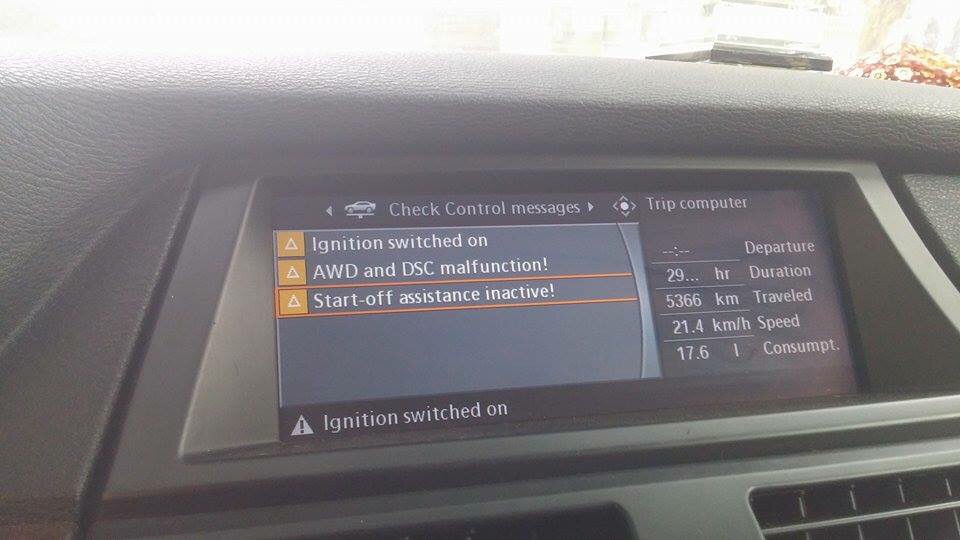 Check Control messages
Ignition switched on
AWD and DSC malfunction!
Start-off assistance inactive!
Ignition switched on
Trip computer
--:-- Departure
29... hr Duration
5366 km Traveled
21.4 km/h Speed
17.6 l Consumpt.